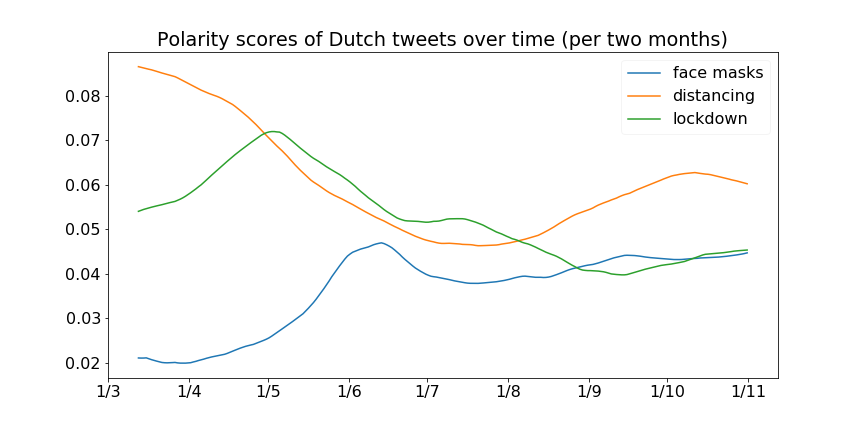 Polarity scores of Dutch tweets over time (per two months)
face masks
distancing
lockdown
0.08
0.07
0.06
0.05
0.04
0.03
0.02
1/3 1/4 1/5 1/6 1/7 1/8 1/9 1/10 1/11